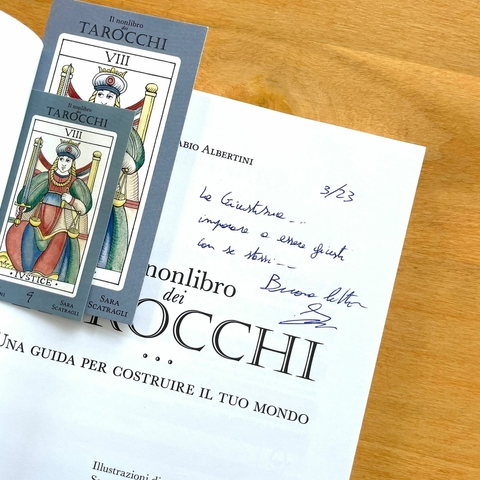 Il nonlibro
dei
TAROCCHI
VIII
Il nonlibro
dei
TAROCCHI
VIII
IVSTICE
SARA
SCATRAGLI
SARA
SCATRAGLI
ABIO ALBERTINI
3/23
La Giustizia...
imparare a essere giusti
con se stessi...
Buona lettura
nonlibro
dei
ROCCHI
UNA GUIDA PER COSTRUIRE IL TUO MONDO
Illustrazioni di